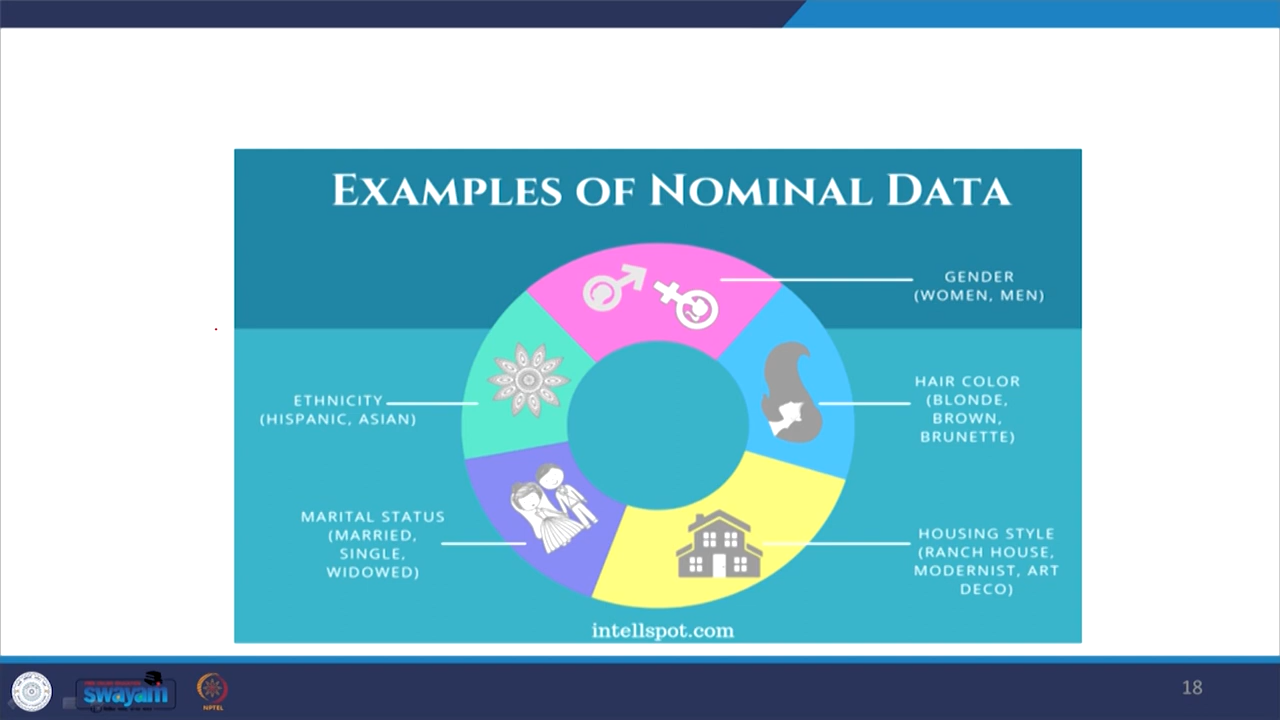 EXAMPLES OF NOMINAL DATA
GENDER
(WOMEN, MEN)
HAIR COLOR
(BLONDE,
BROWN,
BRUNETTE)
ETHNICITY
(HISPANIC, ASIAN)
MARITAL STATUS
(MARRIED,
SINGLE,
WIDOWED)
HOUSING STYLE
(RANCH HOUSE,
MODERNIST, ART
DECO)
intellspot.com
swayam
NPTEL
18